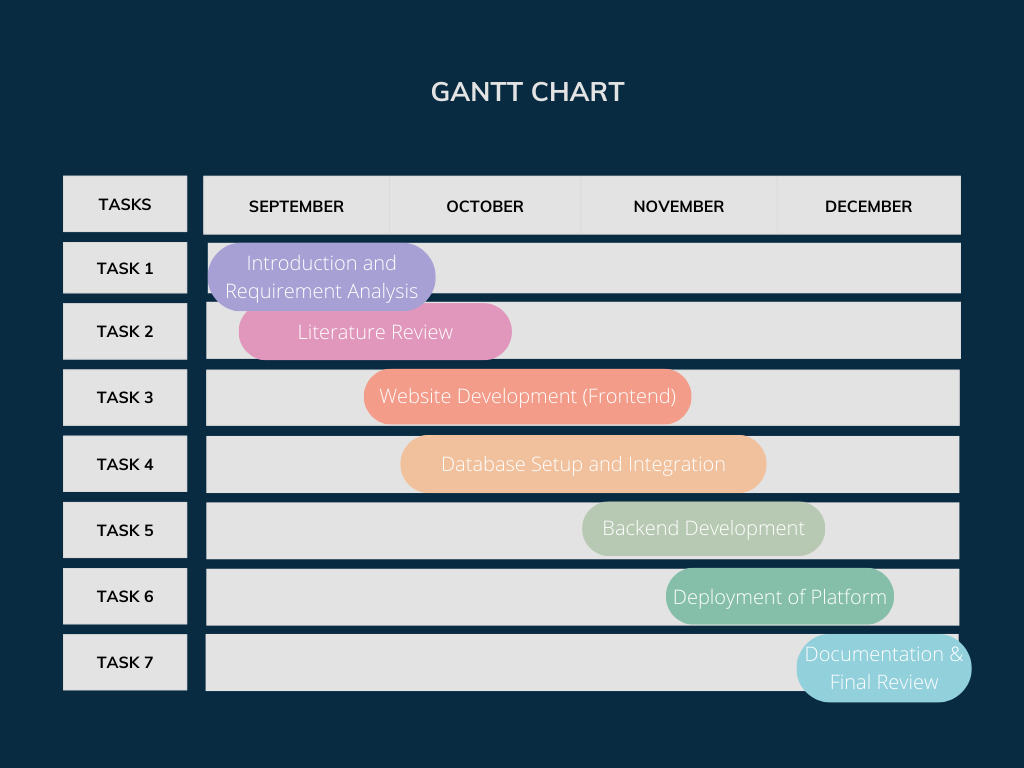 GANTT CHART
TASKS
SEPTEMBER
OCTOBER
NOVEMBER
DECEMBER
TASK 1
Introduction and
Requirement Analysis
TASK 2
Literature Review
TASK 3
Website Development (Frontend)
TASK 4
Database Setup and Integration
TASK 5
Backend Development
TASK 6
Deployment of Platform
TASK 7
Documentation &
Final Review